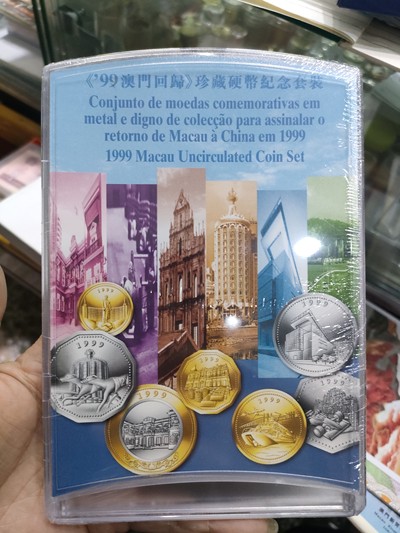 《'99澳門回歸》珍藏硬幣紀念套裝
Conjunto de moedas comemorativas em
metal e digno de colecção para assinalar o
retorno de Macau à China em 1999
1999 Macau Uncirculated Coin Set
1999
1999
1999
1999
1999
1999